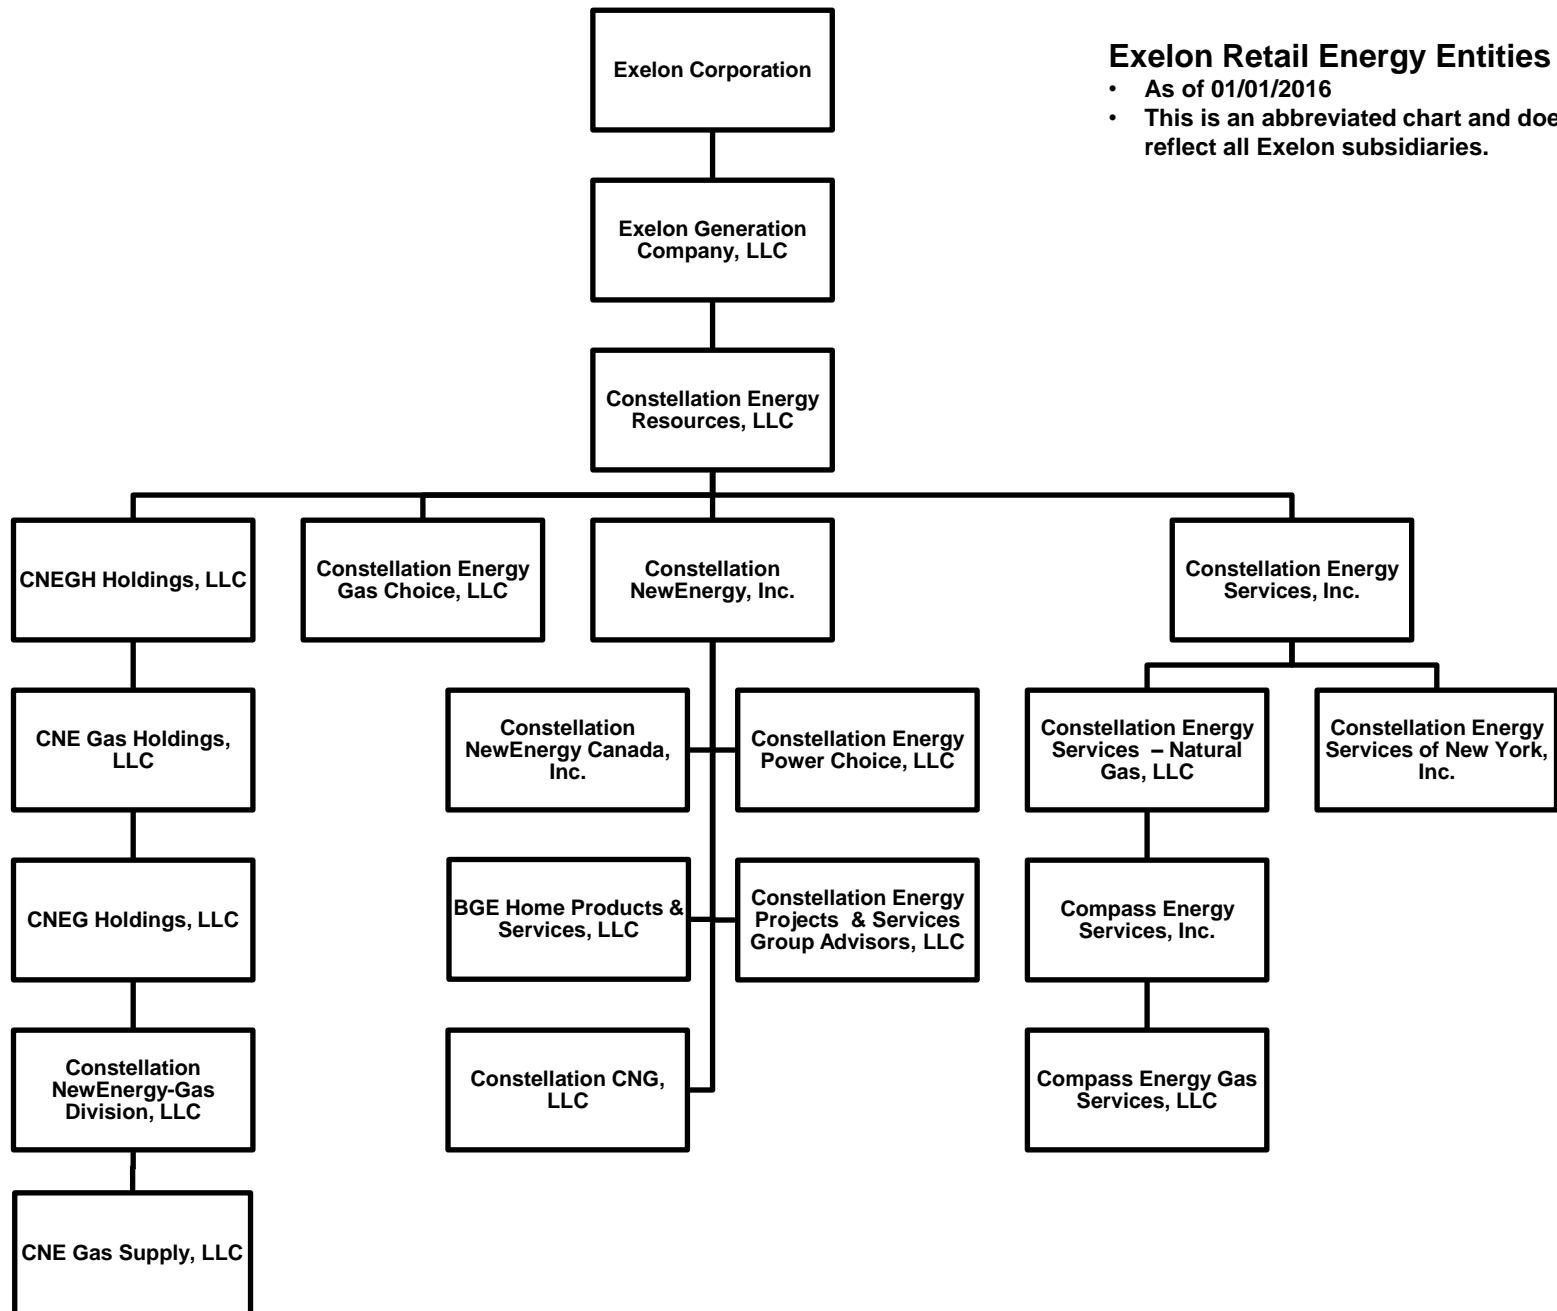 Exelon Corporation
Exelon Retail Energy Entities
• As of 01/01/2016
• This is an abbreviated chart and doe
reflect all Exelon subsidiaries.
Exelon Generation
Company, LLC
Constellation Energy
Resources, LLC
CNEGH Holdings, LLC
Constellation Energy
Gas Choice, LLC
Constellation
NewEnergy, Inc.
Constellation Energy
Services, Inc.
CNE Gas Holdings,
LLC
Constellation
NewEnergy Canada,
Inc.
Constellation Energy
Power Choice, LLC
Constellation Energy
Services – Natural
Gas, LLC
Constellation Energy
Services of New York,
Inc.
CNEG Holdings, LLC
BGE Home Products &
Services, LLC
Constellation Energy
Projects & Services
Group Advisors, LLC
Compass Energy
Services, Inc.
Constellation
NewEnergy-Gas
Division, LLC
Constellation CNG,
LLC
Compass Energy Gas
Services, LLC
CNE Gas Supply, LLC